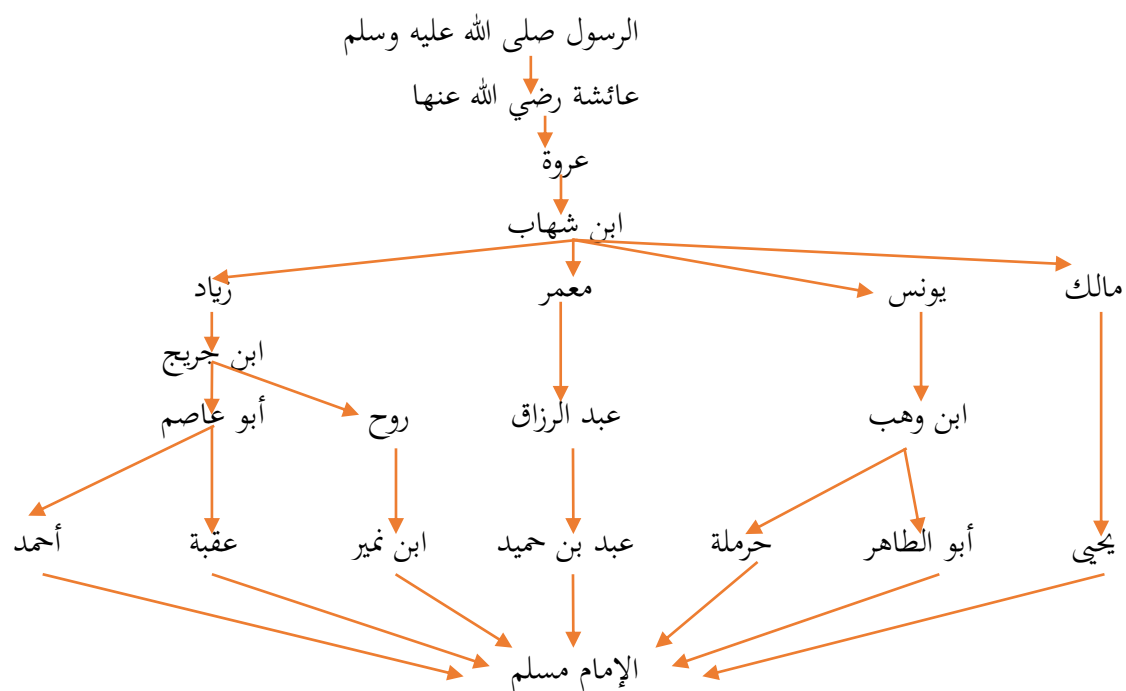 الرسول صلى الله عليه وسلم
عائشة رضي الله عنها
عروة
ابن شهاب
مالك يونس معمر زياد
ابن جريج
ابن وهب عبد الرزاق روح أبو عاصم
يحيى أبو الطاهر حرملة عبد بن حميد ابن نمير عقبة أحمد
الإمام مسلم